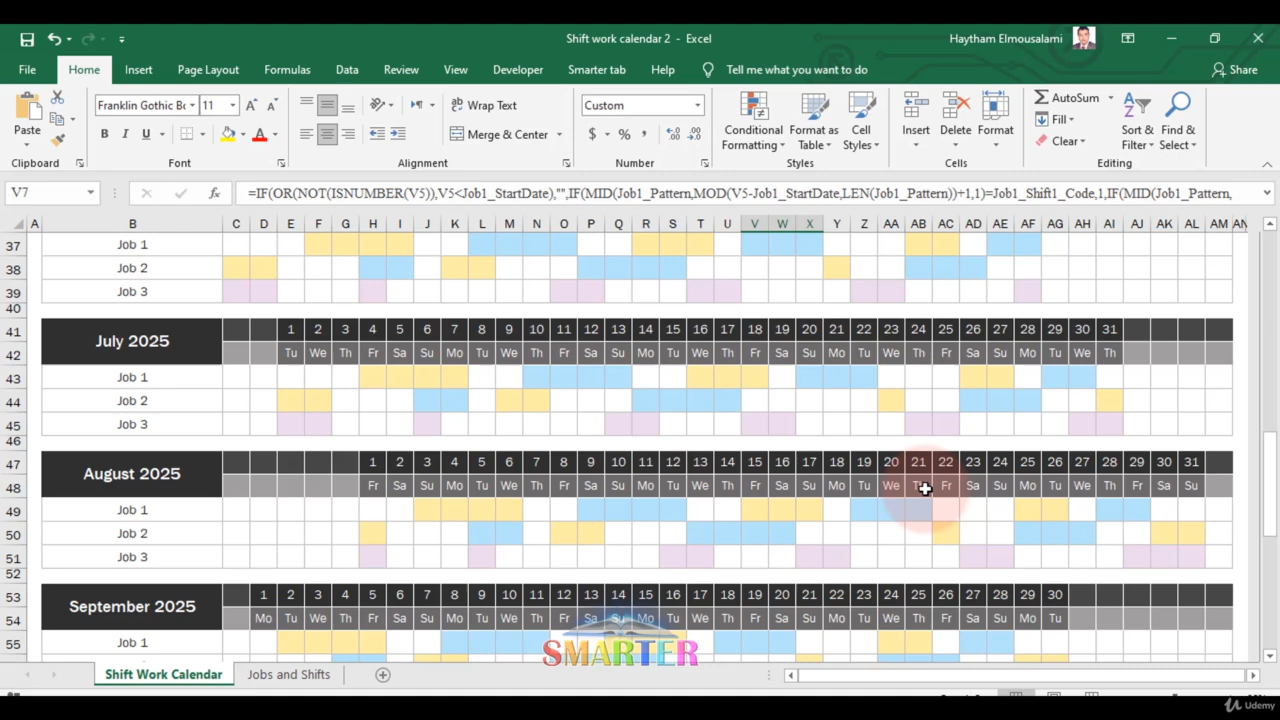 Shift work calendar 2 - Excel
Haytham Elmousalami
File Home Insert Page Layout Formulas Data Review View Developer Smarter tab Help Tell me what you want to do Share
Paste
Clipboard
Franklin Gothic B 11
Font
Wrap Text
Merge & Center
Alignment
Custom
Number
Conditional Formatting
Format as Table
Cell Styles
Styles
Insert Delete Format
Cells
AutoSum
Fill
Clear
Sort & Filter
Find & Select
Editing
V7 =IF(OR(NOT(ISNUMBER(V5)),V5<Job1_StartDate),"",IF(MID(Job1_Pattern,MOD(V5-Job1_StartDate,LEN(Job1_Pattern))+1,1)=Job1_Shift1_Code,1,IF(MID(Job1_Pattern,
A B C D E F G H I J K L M N O P Q R S T U V W X Y Z AA AB AC AD AE AF AG AH AI AJ AK AL AM AN
37 Job 1
38 Job 2
39 Job 3
40
41 July 2025 1 2 3 4 5 6 7 8 9 10 11 12 13 14 15 16 17 18 19 20 21 22 23 24 25 26 27 28 29 30 31
42 Tu We Th Fr Sa Su Mo Tu We Th Fr Sa Su Mo Tu We Th Fr Sa Su Mo Tu We Th Fr Sa Su Mo Tu We Th
43 Job 1
44 Job 2
45 Job 3
46
47 August 2025 1 2 3 4 5 6 7 8 9 10 11 12 13 14 15 16 17 18 19 20 21 22 23 24 25 26 27 28 29 30 31
48 Fr Sa Su Mo Tu We Th Fr Sa Su Mo Tu We Th Fr Sa Su Mo Tu We Th Fr Sa Su Mo Tu We Th Fr Sa Su
49 Job 1
50 Job 2
51 Job 3
52
53 September 2025 1 2 3 4 5 6 7 8 9 10 11 12 13 14 15 16 17 18 19 20 21 22 23 24 25 26 27 28 29 30
54 Mo Tu We Th Fr Sa Su Mo Tu We Th Fr Sa Su Mo Tu We Th Fr Sa Su Mo Tu We Th Fr Sa Su Mo Tu
55 Job 1
SMARTER
Shift Work Calendar Jobs and Shifts
Udemy